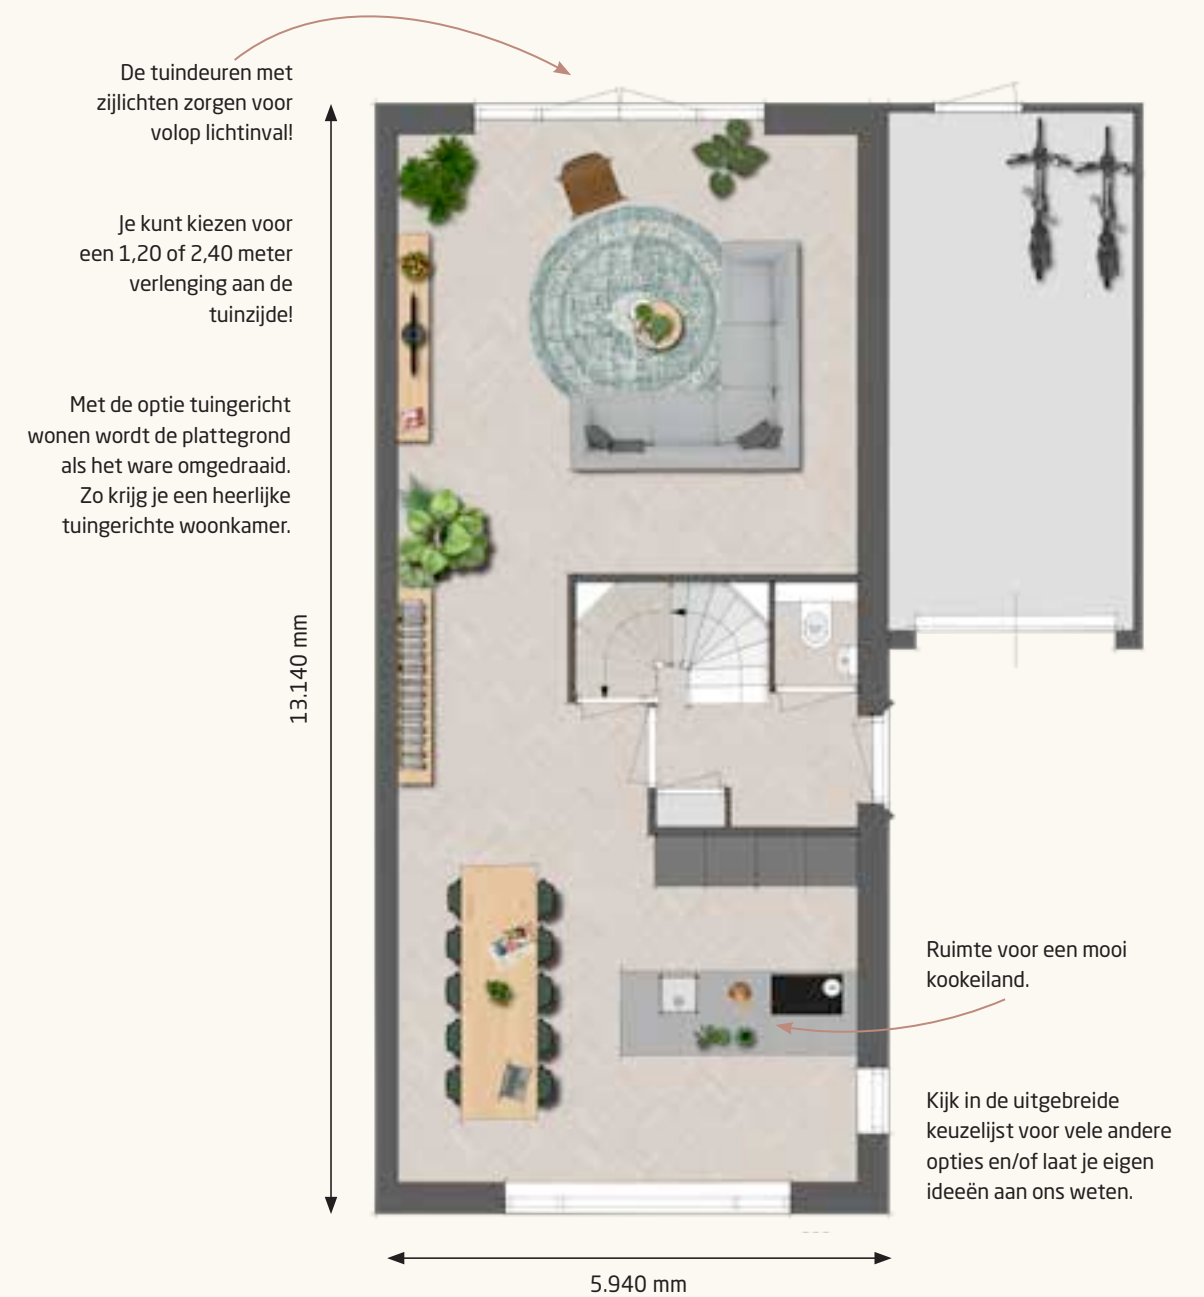 De tuindeuren met
zijlichten zorgen voor
volop lichtinval!
Je kunt kiezen voor
een 1,20 of 2,40 meter
verlenging aan de
tuinzijde!
Met de optie tuingericht
wonen wordt de plattegrond
als het ware omgedraaid.
Zo krijg je een heerlijke
tuingerichte woonkamer.
13.140 mm
Ruimte voor een mooi
kookeiland.
Kijk in de uitgebreide
keuzelijst voor vele andere
opties en/of laat je eigen
ideeën aan ons weten.
5.940 mm